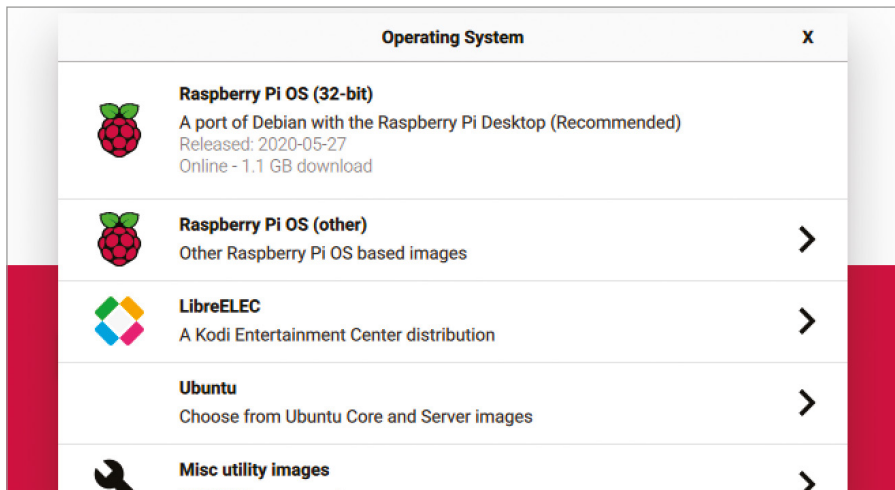 Operating System
X
Raspberry Pi OS (32-bit)
A port of Debian with the Raspberry Pi Desktop (Recommended)
Released: 2020-05-27
Online - 1.1 GB download
Raspberry Pi OS (other)
Other Raspberry Pi OS based images
LibreELEC
A Kodi Entertainment Center distribution
Ubuntu
Choose from Ubuntu Core and Server images
Misc utility images